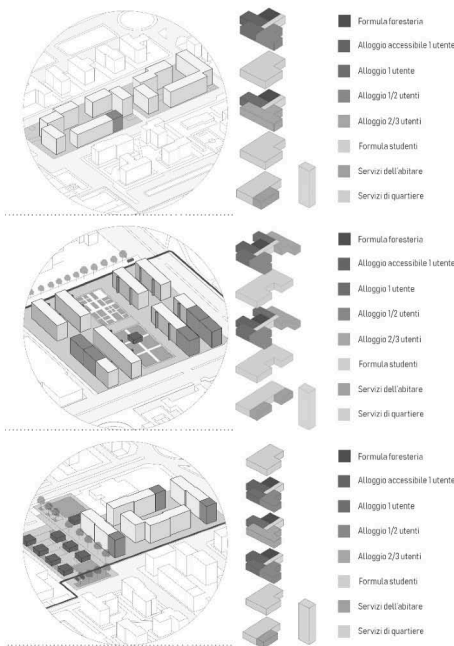 Formula foresteria
Alloggio accessibile 1 utente
Alloggio 1 utente
Alloggio 1/2 utenti
Alloggio 2/3 utenti
Formula studenti
Servizi dell'abitare
Servizi di quartiere
Formula foresteria
Alloggio accessibile 1 utente
Alloggio 1 utente
Alloggio 1/2 utenti
Alloggio 2/3 utenti
Formula studenti
Servizi dell'abitare
Servizi di quartiere
Formula foresteria
Alloggio accessibile 1 utente
Alloggio 1 utente
Alloggio 1/2 utenti
Alloggio 2/3 utenti
Formula studenti
Servizi dell'abitare
Servizi di quartiere